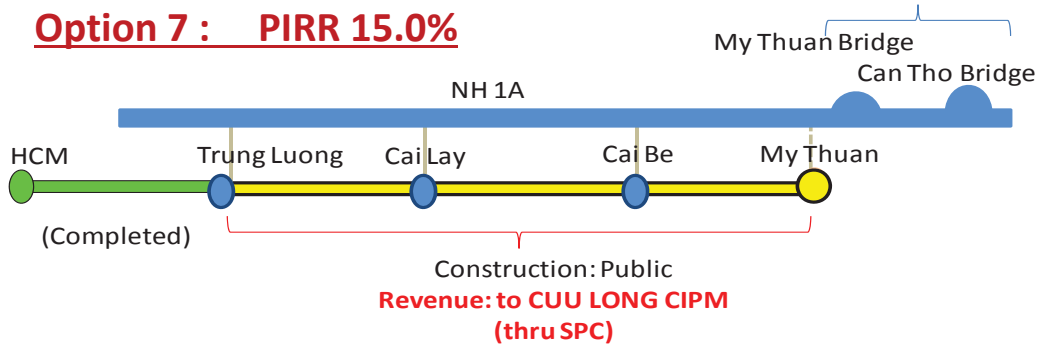 Option 7 : PIRR 15.0%
My Thuan Bridge
Can Tho Bridge
NH 1A
HCM
Trung Luong
Cai Lay
Cai Be
My Thuan
(Completed)
Construction: Public
Revenue: to CUU LONG CIPM
(thru SPC)